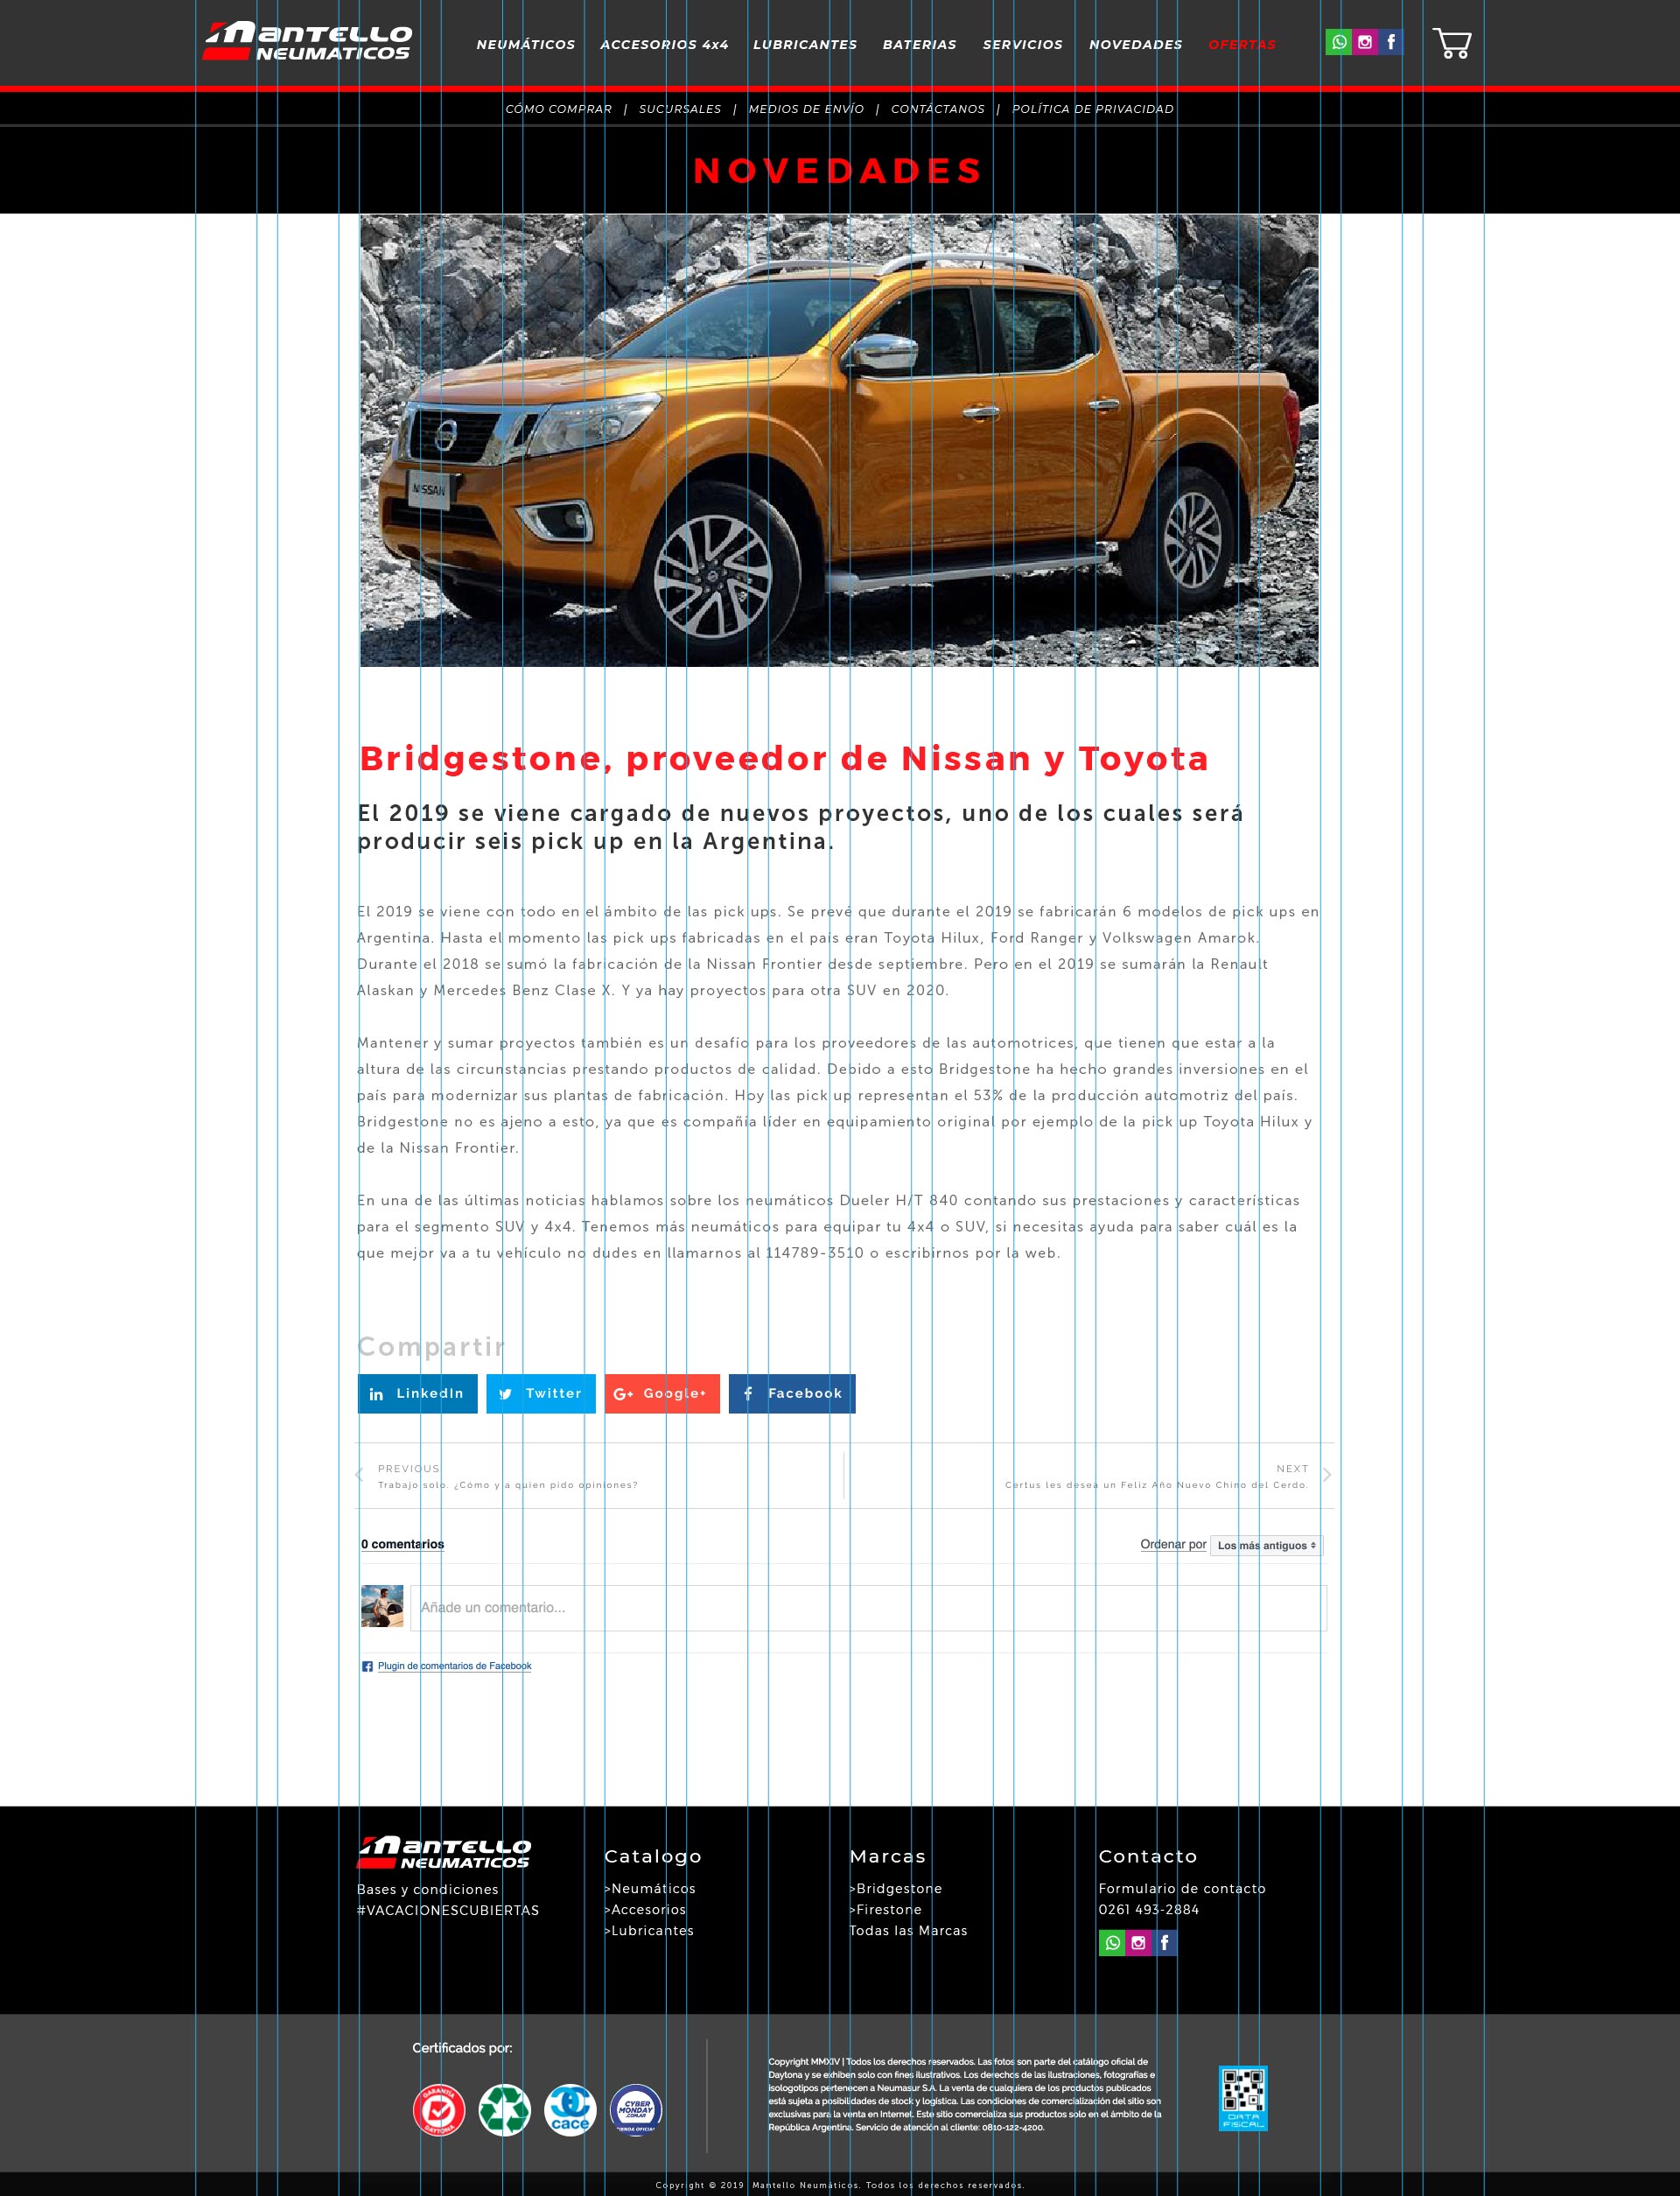 mantello
NEUMATICOS
NEUMÁTICOS ACCESORIOS 4x4 LUBRICANTES BATERIAS SERVICIOS NOVEDADES OFERTAS
CÓMO COMPRAR | SUCURSALES | MEDIOS DE ENVÍO | CONTÁCTANOS | POLÍTICA DE PRIVACIDAD
NOVEDADES
NISSAN
Bridgestone, proveedor de Nissan y Toyota
El 2019 se viene cargado de nuevos proyectos, uno de los cuales será
producir seis pick up en la Argentina.
El 2019 se viene con todo en el ámbito de las pick ups. Se prevé que durante el 2019 se fabricarán 6 modelos de pick ups en
Argentina. Hasta el momento las pick ups fabricadas en el país eran Toyota Hilux, Ford Ranger y Volkswagen Amarok.
Durante el 2018 se sumó la fabricación de la Nissan Frontier desde septiembre. Pero en el 2019 se sumarán la Renault
Alaskan y Mercedes Benz Clase X. Y ya hay proyectos para otra SUV en 2020.
Mantener y sumar proyectos también es un desafío para los proveedores de las automotrices, que tienen que estar a la
altura de las circunstancias prestando productos de calidad. Debido a esto Bridgestone ha hecho grandes inversiones en el
país para modernizar sus plantas de fabricación. Hoy las pick up representan el 53% de la producción automotriz del país.
Bridgestone no es ajeno a esto, ya que es compañía líder en equipamiento original por ejemplo de la pick up Toyota Hilux y
de la Nissan Frontier.
En una de las últimas noticias hablamos sobre los neumáticos Dueler H/T 840 contando sus prestaciones y características
para el segmento SUV y 4x4. Tenemos más neumáticos para equipar tu 4x4 o SUV, si necesitas ayuda para saber cuál es la
que mejor va a tu vehículo no dudes en llamarnos al 114789-3510 o escribirnos por la web.
Compartir
LinkedIn Twitter Google+ Facebook
PREVIOUS
Trabajo solo. ¿Cómo y a quien pido opiniones?
NEXT
Certus les desea un Feliz Año Nuevo Chino del Cerdo.
0 comentarios
Ordenar por Los más antiguos
Añade un comentario...
Plugin de comentarios de Facebook
mantello
NEUMATICOS
Bases y condiciones
#VACACIONESCUBIERTAS
Catalogo
>Neumáticos
>Accesorios
>Lubricantes
Marcas
>Bridgestone
>Firestone
Todas las Marcas
Contacto
Formulario de contacto
0261 493-2884
Certificados por:
GARANTÍA
DAYTONA
cace
CYBER
MONDAY
.COM.AR
TIENDA OFICIAL
Copyright MMXIV | Todos los derechos reservados. Las fotos son parte del catálogo oficial de
Daytona y se exhiben solo con fines ilustrativos. Los derechos de las ilustraciones, fotografías e
isologotipos pertenecen a Neumasur S.A. La venta de cualquiera de los productos publicados
está sujeta a posibilidades de stock y logística. Las condiciones de comercialización del sitio son
exclusivas para la venta en Internet. Este sitio comercializa sus productos solo en el ámbito de la
República Argentina. Servicio de atención al cliente: 0810-122-4200.
DATA
FISCAL
Copyright © 2019 Mantello Neumáticos. Todos los derechos reservados.